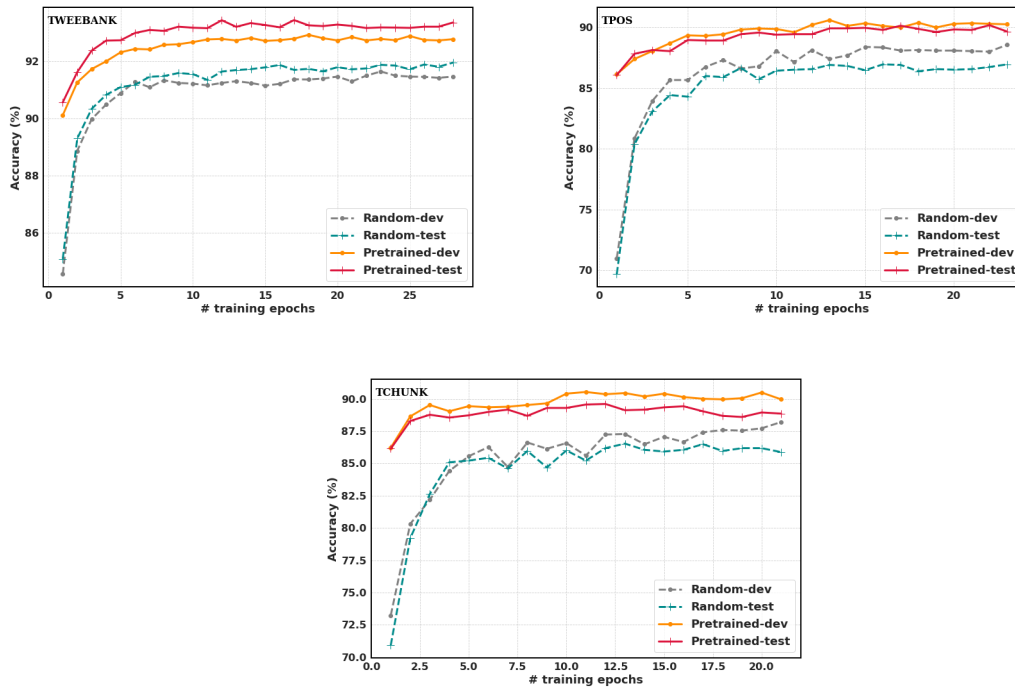 TWEEBANK
Accuracy (%)
92
90
88
86
0 5 10 15 20 25
# training epochs
Random-dev
Random-test
Pretrained-dev
Pretrained-test
TPOS
Accuracy (%)
90
85
80
75
70
0 5 10 15 20
# training epochs
Random-dev
Random-test
Pretrained-dev
Pretrained-test
TCHUNK
Accuracy (%)
90.0
87.5
85.0
82.5
80.0
77.5
75.0
72.5
70.0
0.0 2.5 5.0 7.5 10.0 12.5 15.0 17.5 20.0
# training epochs
Random-dev
Random-test
Pretrained-dev
Pretrained-test